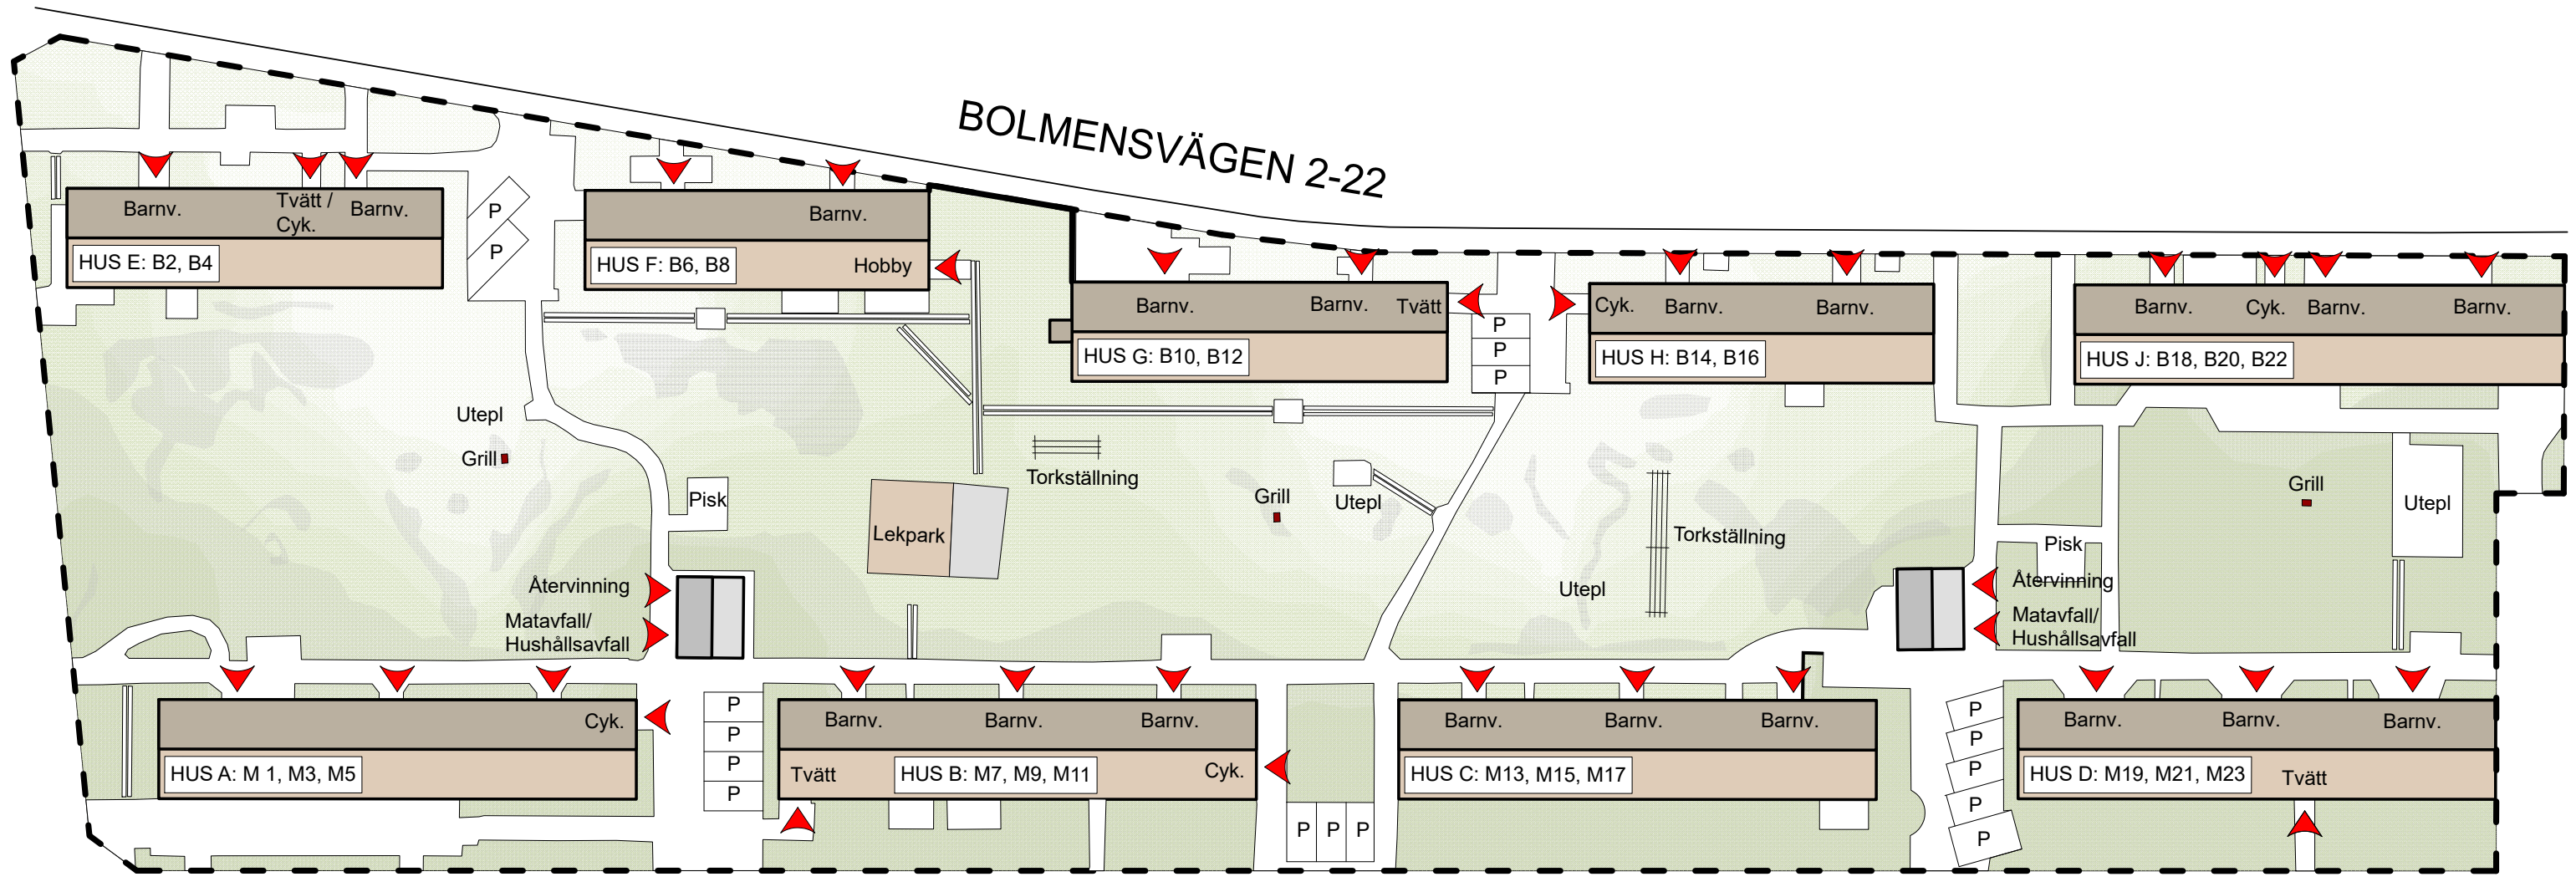 BOLMENSVÄGEN 2-22
Barnv.
Tvätt /
Cyk.
Barnv.
HUS E: B2, B4
P
P
Barnv.
HUS F: B6, B8
Hobby
Barnv.
Barnv.
Tvätt
HUS G: B10, B12
P
P
P
Cyk.
Barnv.
Barnv.
HUS H: B14, B16
Barnv.
Cyk.
Barnv.
Barnv.
HUS J: B18, B20, B22
Utepl
Grill
Pisk
Lekpark
Torkställning
Grill
Utepl
Torkställning
Utepl
Pisk
Grill
Utepl
Återvinning
Matavfall/
Hushållsavfall
Återvinning
Matavfall/
Hushållsavfall
Cyk.
HUS A: M 1, M3, M5
P
P
P
P
Barnv.
Barnv.
Barnv.
Tvätt
HUS B: M7, M9, M11
Cyk.
P
P
P
Barnv.
Barnv.
Barnv.
HUS C: M13, M15, M17
P
P
P
P
P
Barnv.
Barnv.
Barnv.
HUS D: M19, M21, M23
Tvätt